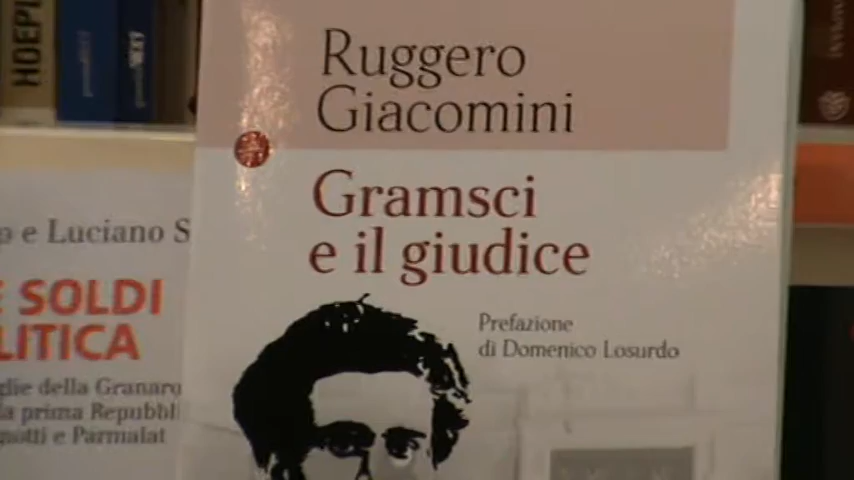 HOEPLI
Ruggero
Giacomini
Gramsci
e il giudice
Prefazione
di Domenico Losurdo
e Luciano S
E SOLDI
LITICA
glie della Granaro
la prima Repubbli
gnotti e Parmalat